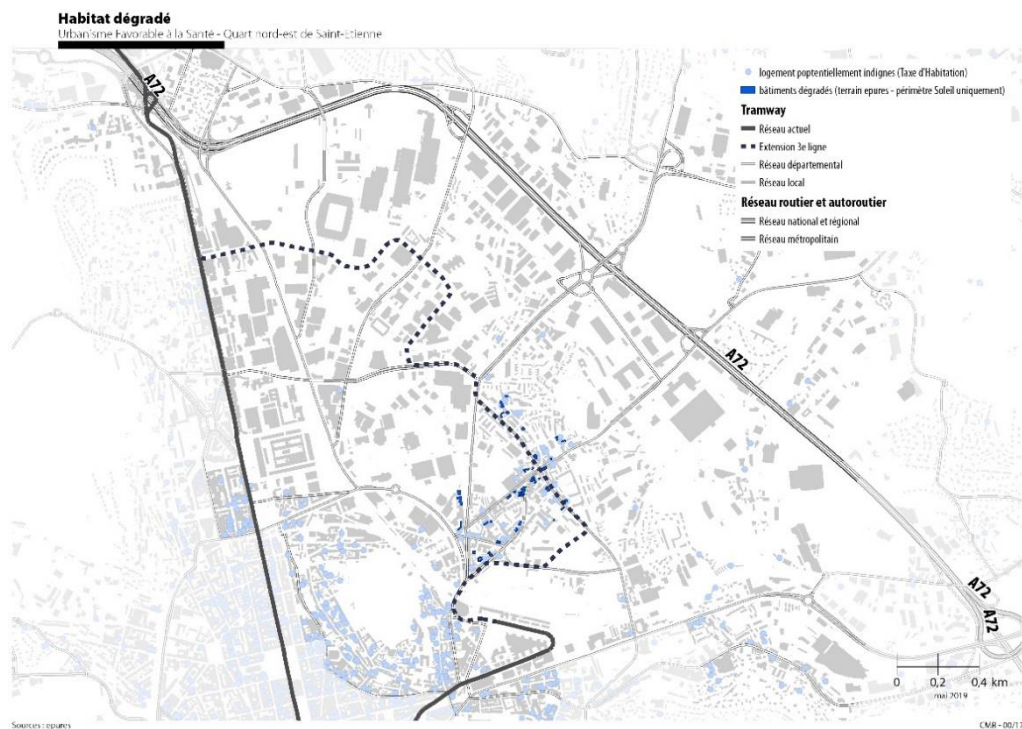 Habitat dégradé
Urbanisme Favorable à la Santé - Quart nord-est de Saint-Etienne
A72
logement poptentiellement indignes (Taxe d'Habitation)
bâtiments dégradés (terrain epures - périmètre Soleil uniquement)
Tramway
Réseau actuel
Extension 3e ligne
Réseau départemental
Réseau local
Réseau routier et autoroutier
Réseau national et régional
Réseau métropolitain
A72
A72
A72
0 0,2 0,4 km
mai 2019
Sources : epures